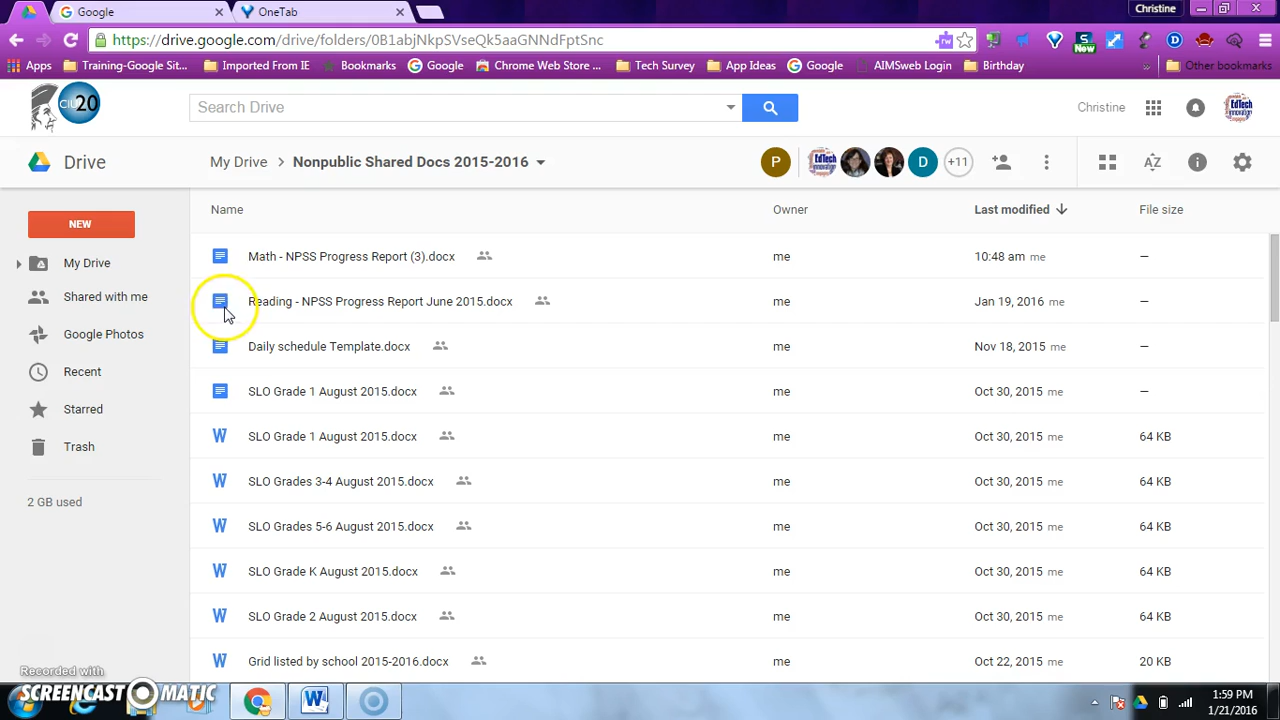 Google × OneTab × Christine
https://drive.google.com/drive/folders/0B1abjNkpSVseQk5aaGNNdFptSnc
Apps Training-Google Sit... Imported From IE Bookmarks Google Chrome Web Store ... Tech Survey App Ideas Google AIMSweb Login Birthday » Other bookmarks
CIU20 Search Drive Christine EdTech
Drive My Drive > Nonpublic Shared Docs 2015-2016 P EdTech D +11 AZ
NEW Name Owner Last modified File size
My Drive
Shared with me
Google Photos
Recent
Starred
Trash
2 GB used
Math - NPSS Progress Report (3).docx me 10:48 am me —
Reading - NPSS Progress Report June 2015.docx me Jan 19, 2016 me —
Daily schedule Template.docx me Nov 18, 2015 me —
SLO Grade 1 August 2015.docx me Oct 30, 2015 me —
W SLO Grade 1 August 2015.docx me Oct 30, 2015 me 64 KB
W SLO Grades 3-4 August 2015.docx me Oct 30, 2015 me 64 KB
W SLO Grades 5-6 August 2015.docx me Oct 30, 2015 me 64 KB
W SLO Grade K August 2015.docx me Oct 30, 2015 me 64 KB
W SLO Grade 2 August 2015.docx me Oct 30, 2015 me 64 KB
W Grid listed by school 2015-2016.docx me Oct 22, 2015 me 20 KB
Recorded with
SCREENCAST MATIC
1:59 PM
1/21/2016